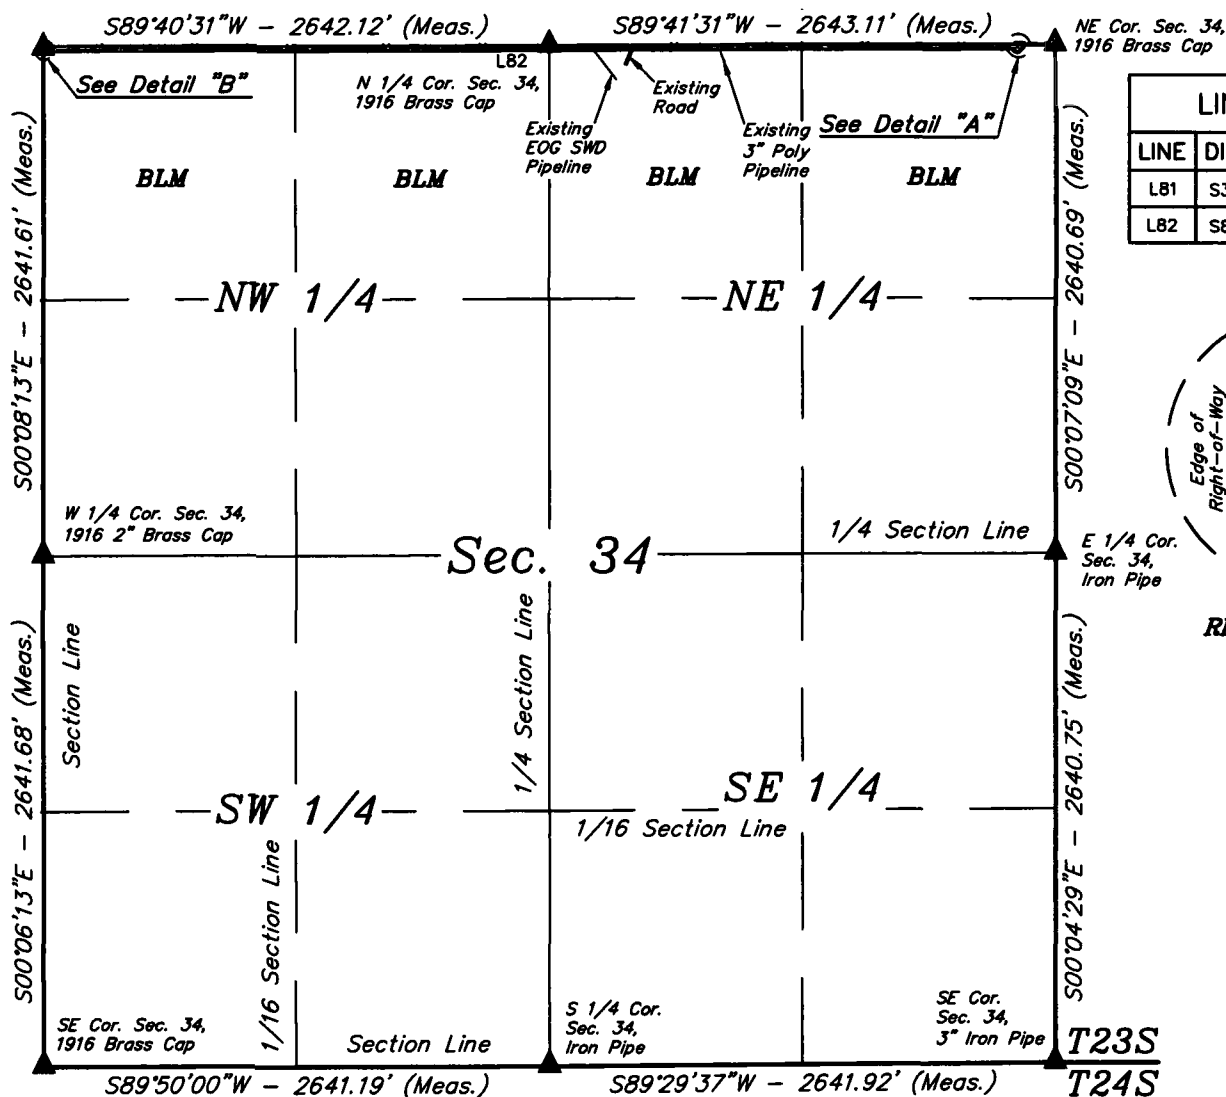 S89°40'31"W - 2642.12' (Meas.)
S89°41'31"W - 2643.11' (Meas.)
NE Cor. Sec. 34,
1916 Brass Cap
See Detail "B"
L82
N 1/4 Cor. Sec. 34,
1916 Brass Cap
Existing
EOG SWD
Pipeline
Existing
Road
Existing
3" Poly
Pipeline
See Detail "A"
LINE
DI
L81
S3
L82
S8
BLM
BLM
BLM
BLM
S00°08'13"E - 2641.61' (Meas.)
S00°07'09"E - 2640.69' (Meas.)
NW 1/4
NE 1/4
Edge of
Right-of-Way
W 1/4 Cor. Sec. 34,
1916 2" Brass Cap
Sec. 34
1/4 Section Line
E 1/4 Cor.
Sec. 34,
Iron Pipe
Section Line
1/4 Section Line
S00°06'13"E - 2641.68' (Meas.)
S00°04'29"E - 2640.75' (Meas.)
SW 1/4
SE 1/4
1/16 Section Line
1/16 Section Line
SE Cor. Sec. 34,
1916 Brass Cap
Section Line
S 1/4 Cor.
Sec. 34,
Iron Pipe
SE Cor.
Sec. 34,
3" Iron Pipe
T23S
T24S
S89°50'00"W - 2641.19' (Meas.)
S89°29'37"W - 2641.92' (Meas.)